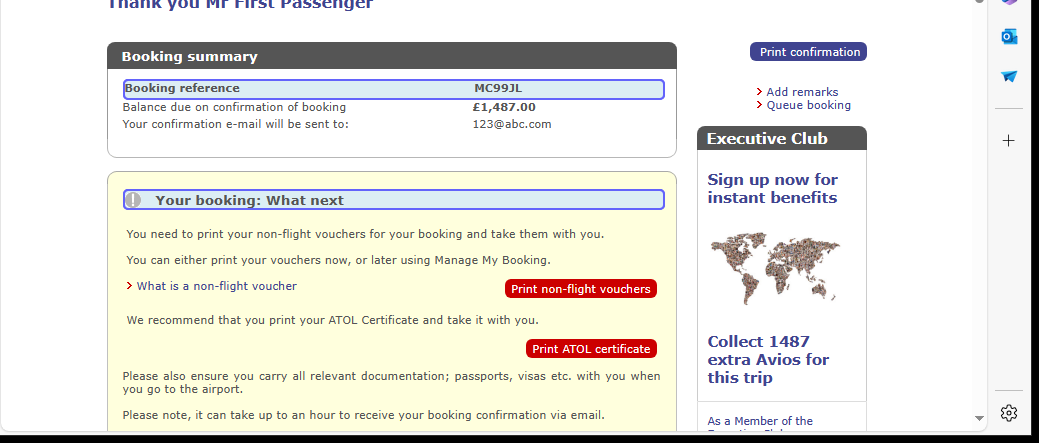 Thank you Mr First Passenger
Booking summary
Booking reference MC99JL
Balance due on confirmation of booking £1,487.00
Your confirmation e-mail will be sent to: 123@abc.com
Your booking: What next
You need to print your non-flight vouchers for your booking and take them with you.
You can either print your vouchers now, or later using Manage My Booking.
What is a non-flight voucher
Print non-flight vouchers
We recommend that you print your ATOL Certificate and take it with you.
Print ATOL certificate
Please also ensure you carry all relevant documentation; passports, visas etc. with you when
you go to the airport.
Please note, it can take up to an hour to receive your booking confirmation via email.
Print confirmation
Add remarks
Queue booking
Executive Club
Sign up now for
instant benefits
Collect 1487
extra Avios for
this trip
As a Member of the